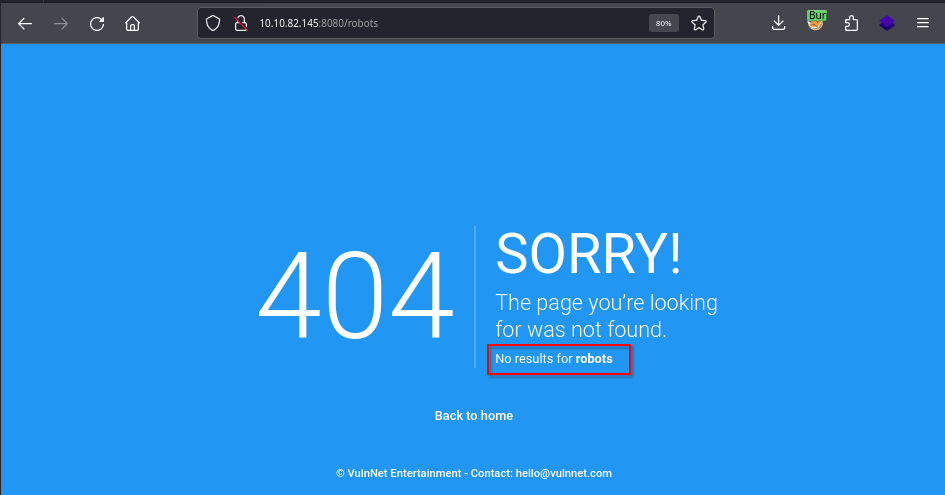 10.10.82.145:8080/robots
80%
Bur
404
SORRY!
The page you’re looking
for was not found.
No results for robots
Back to home
© VulnNet Entertainment - Contact: hello@vulnnet.com